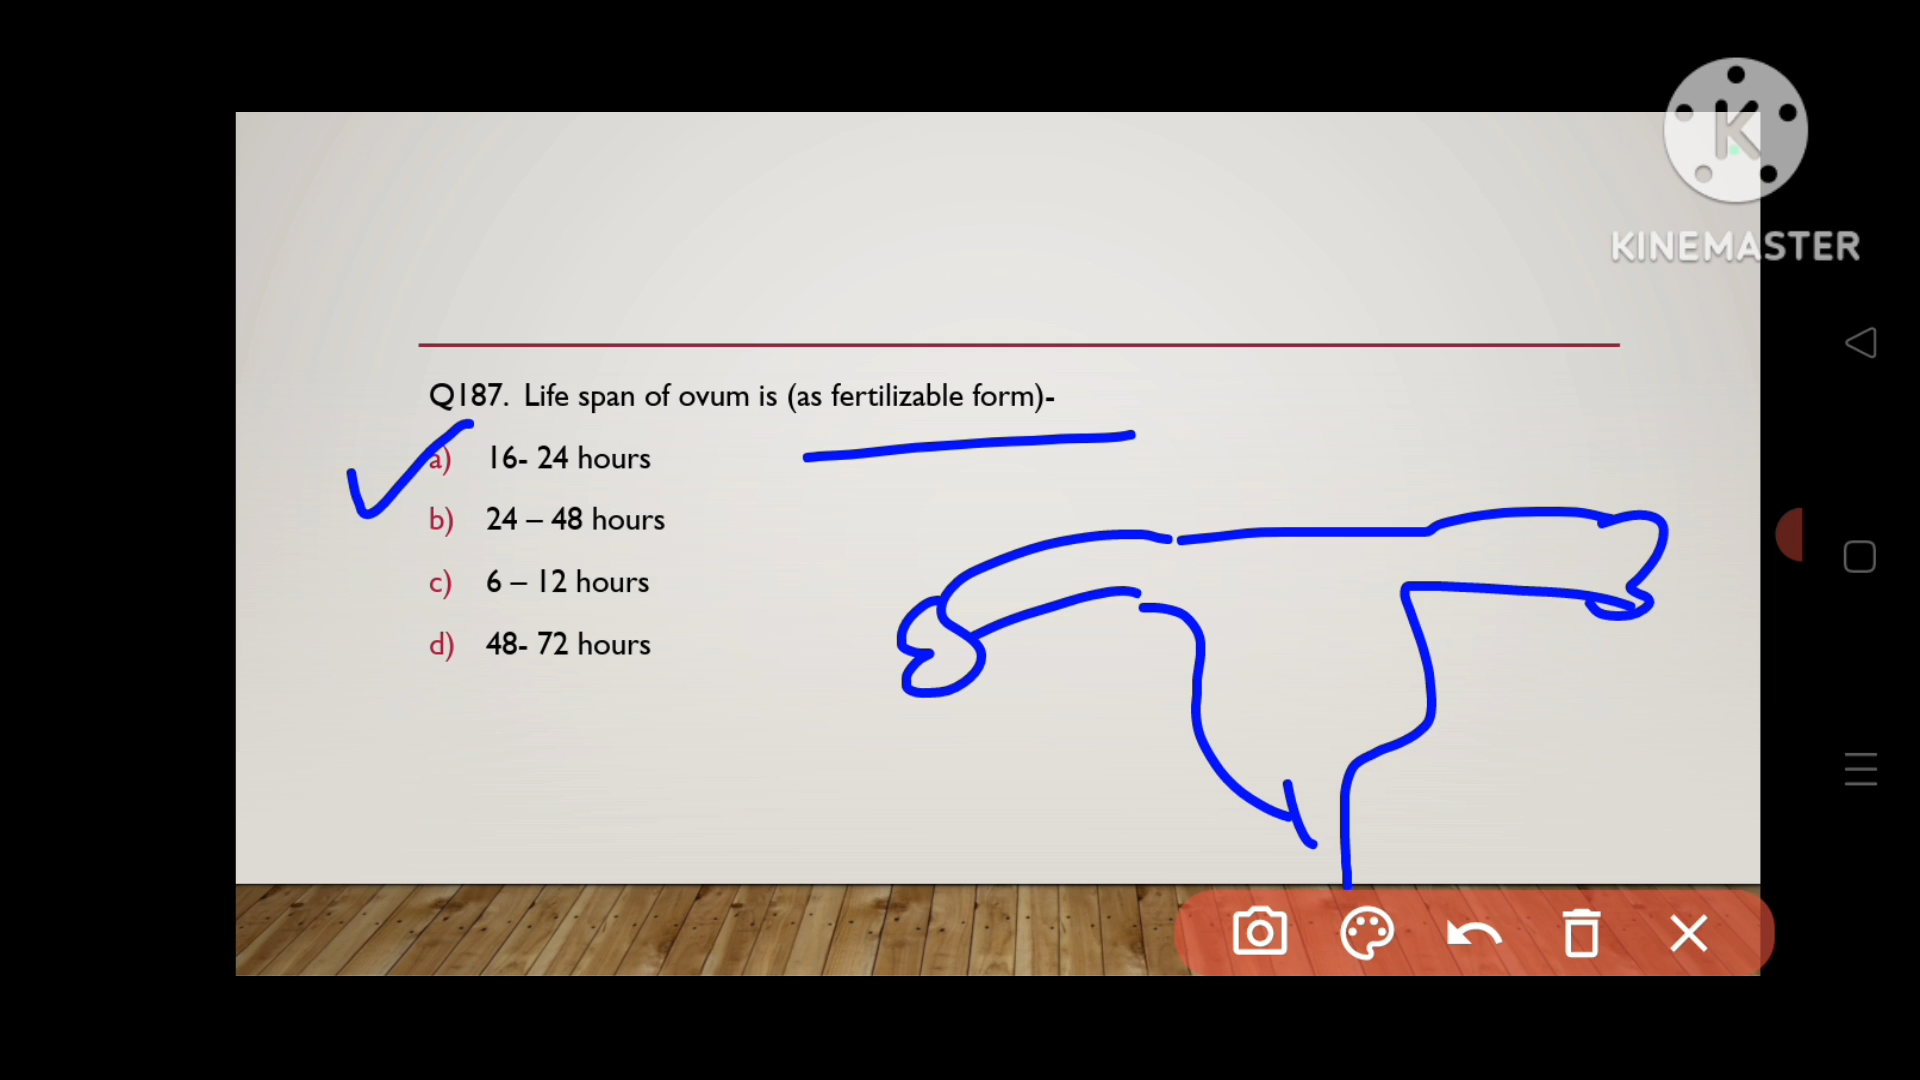 K
KINEMASTER
Q187. Life span of ovum is (as fertilizable form)-
a) 16- 24 hours
b) 24 – 48 hours
c) 6 – 12 hours
d) 48- 72 hours